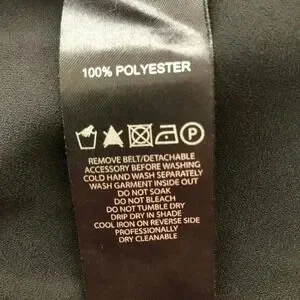 100% POLYESTER
P
REMOVE BELT/DETACHABLE
ACCESSORY BEFORE WASHING
COLD HAND WASH SEPARATELY
WASH GARMENT INSIDE OUT
DO NOT SOAK
DO NOT BLEACH
DO NOT TUMBLE DRY
DRIP DRY IN SHADE
COOL IRON ON REVERSE SIDE
PROFESSIONALLY
DRY CLEANABLE